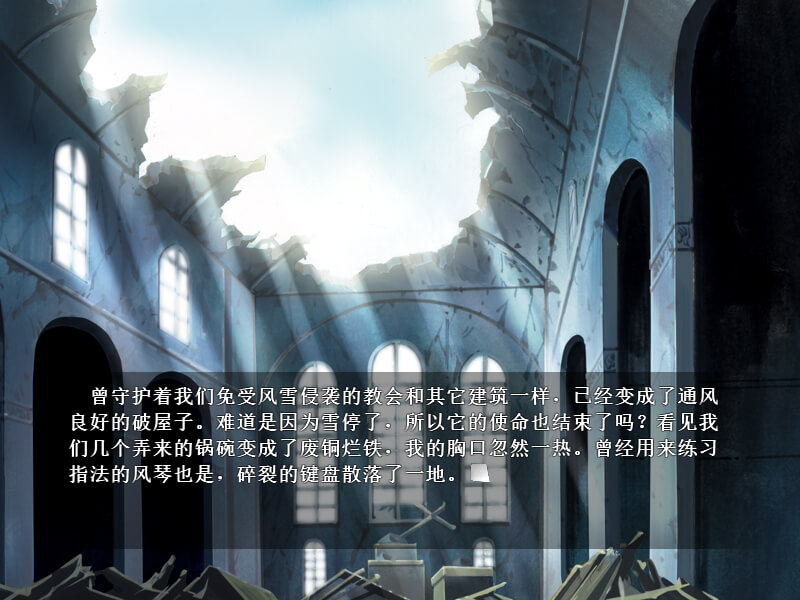 曾守护着我们免受风雪侵袭的教会和其它建筑一样，已经变成了通风
良好的破屋子。难道是因为雪停了，所以它的使命也结束了吗？看见我
们几个弄来的锅碗变成了废铜烂铁，我的胸口忽然一热。曾经用来练习
指法的风琴也是，碎裂的键盘散落了一地。